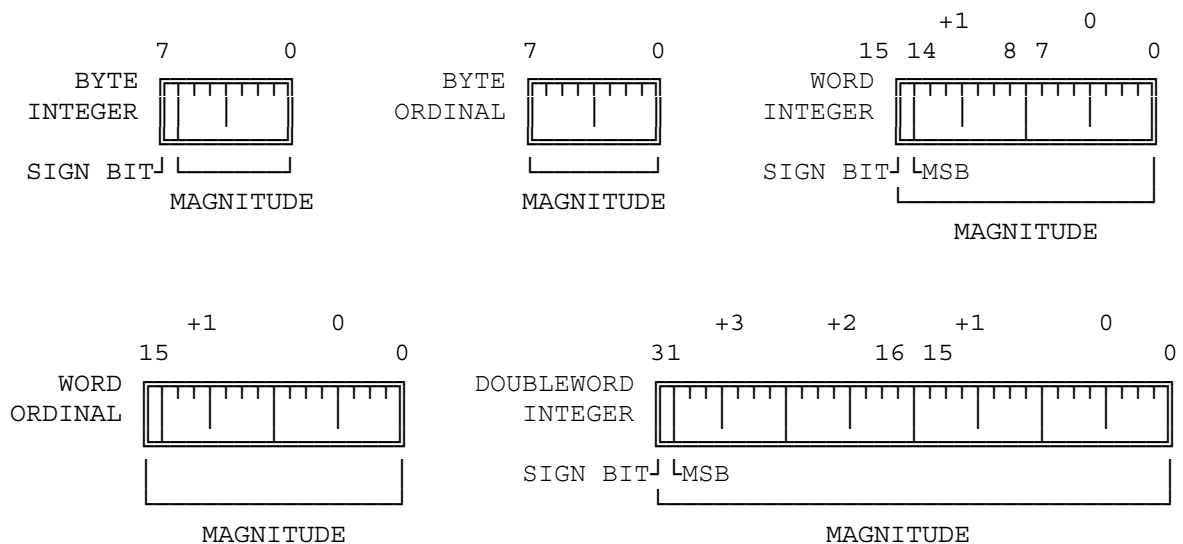 +1 0
7 0 7 0 15 14 8 7 0
BYTE BYTE WORD
INTEGER ORDINAL INTEGER
SIGN BIT SIGN BIT MSB
MAGNITUDE MAGNITUDE
MAGNITUDE
+1 0 +3 +2 +1 0
15 0 31 16 15 0
WORD DOUBLEWORD
ORDINAL INTEGER
SIGN BIT MSB
MAGNITUDE MAGNITUDE